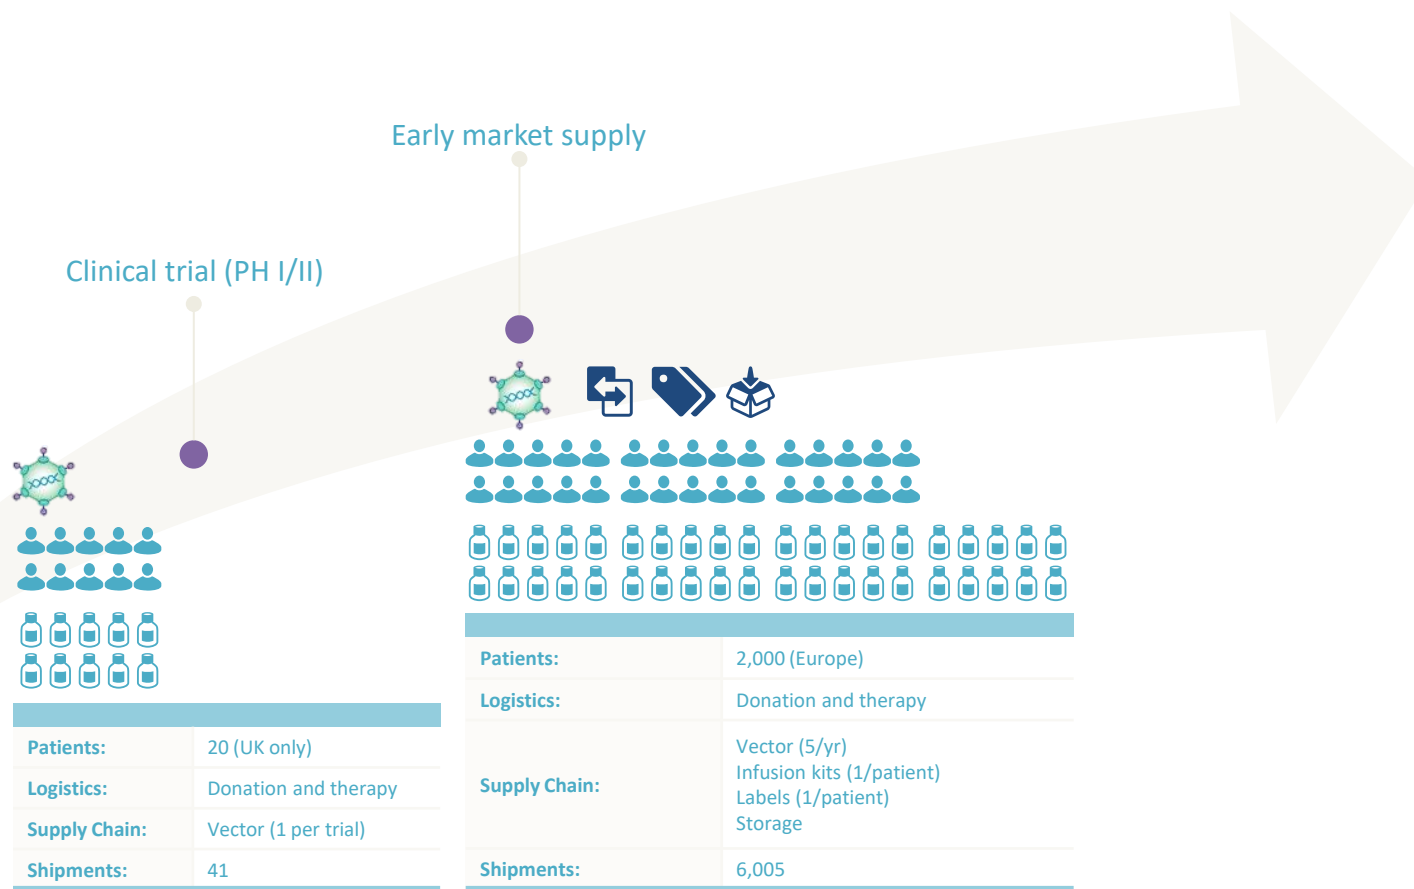 Early market supply
Clinical trial (PH I/II)
Patients: 20 (UK only)
Logistics: Donation and therapy
Supply Chain: Vector (1 per trial)
Shipments: 41
Patients: 2,000 (Europe)
Logistics: Donation and therapy
Supply Chain:
Vector (5/yr)
Infusion kits (1/patient)
Labels (1/patient)
Storage
Shipments: 6,005